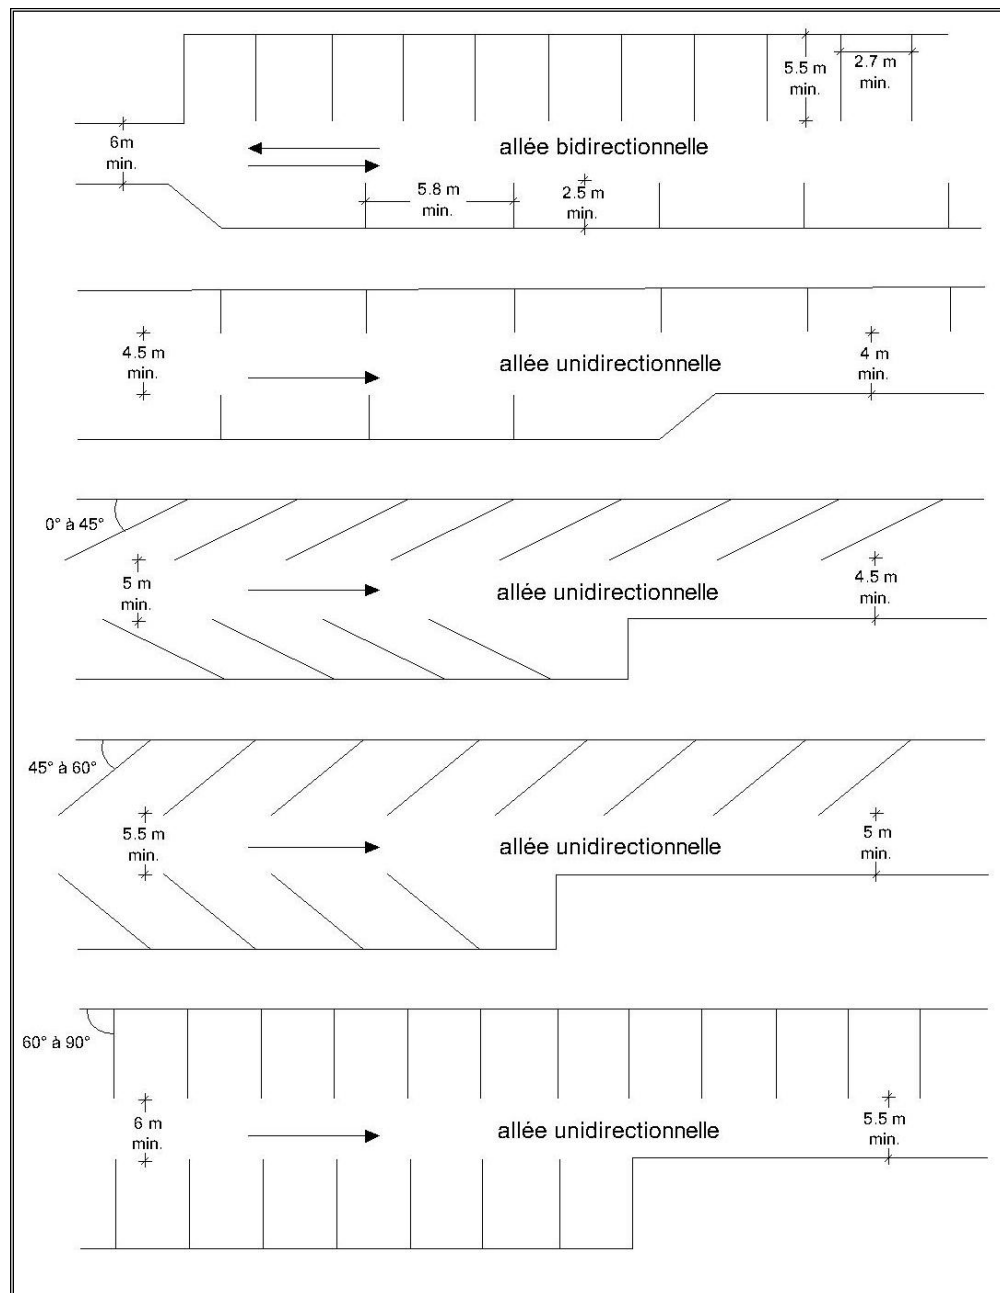 5.5 m
min.
2.7 m
min.
6m
min.
allée bidirectionnelle
5.8 m
min.
2.5 m
min.
4.5 m
min.
allée unidirectionnelle
4 m
min.
0° à 45°
5 m
min.
allée unidirectionnelle
4.5 m
min.
45° à 60°
5.5 m
min.
allée unidirectionnelle
5 m
min.
60° à 90°
6 m
min.
allée unidirectionnelle
5.5 m
min.